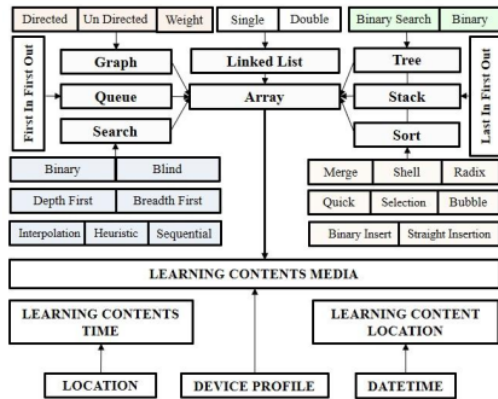 Directed Un Directed Weight Single Double Binary Search Binary
First In First Out
Graph Linked List Tree
Queue Array Stack
Search Sort
Last In First Out
Binary Blind
Depth First Breadth First
Interpolation Heuristic Sequential
Merge Shell Radix
Quick Selection Bubble
Binary Insert Straight Insertion
LEARNING CONTENTS MEDIA
LEARNING CONTENTS
TIME
LEARNING CONTENT
LOCATION
LOCATION DEVICE PROFILE DATETIME